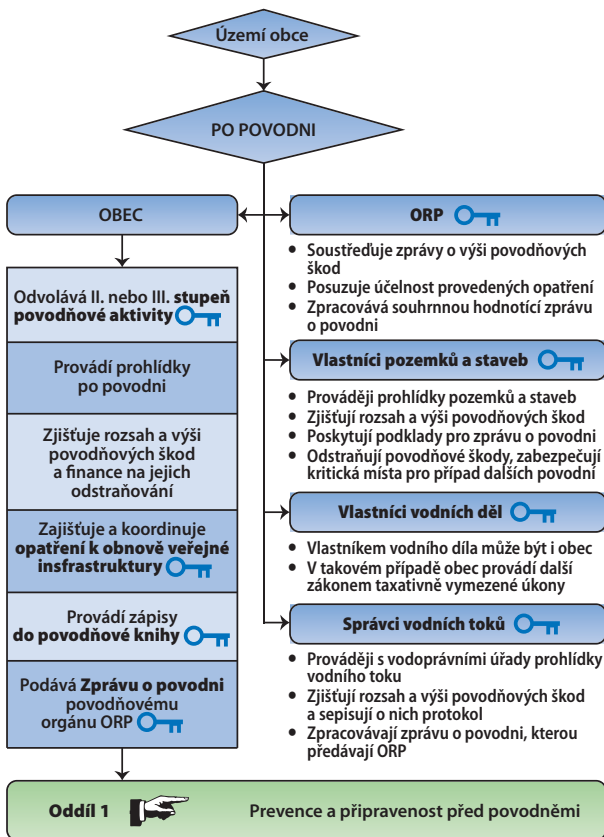 Území obce
PO POVODNI
OBEC
Odvolává II. nebo III. stupeň
povodňové aktivity
Provádí prohlídky
po povodni
Zjišťuje rozsah a výši
povodňových škod
a finance na jejich
odstraňování
Zajišťuje a koordinuje
opatření k obnově veřejné
insfrastruktury
Provádí zápisy
do povodňové knihy
Podává Zprávu o povodni
povodňovému
orgánu ORP
ORP
• Soustřeďuje zprávy o výši povodňových
škod
• Posuzuje účelnost provedených opatření
• Zpracovává souhrnnou hodnotící zprávu
o povodni
Vlastníci pozemků a staveb
• Prováději prohlídky pozemků a staveb
• Zjišťují rozsah a výši povodňových škod
• Poskytují podklady pro zprávu o povodni
• Odstraňují povodňové škody, zabezpečují
kritická místa pro případ dalších povodní
Vlastníci vodních děl
• Vlastníkem vodního díla může být i obec
• V takovém případě obec provádí další
zákonem taxativně vymezené úkony
Správci vodních toků
• Prováději s vodoprávními úřady prohlídky
vodního toku
• Zjišťují rozsah a výši povodňových škod
a sepisují o nich protokol
• Zpracovávají zprávu o povodni, kterou
předávají ORP
Oddíl 1 Prevence a připravenost před povodněmi